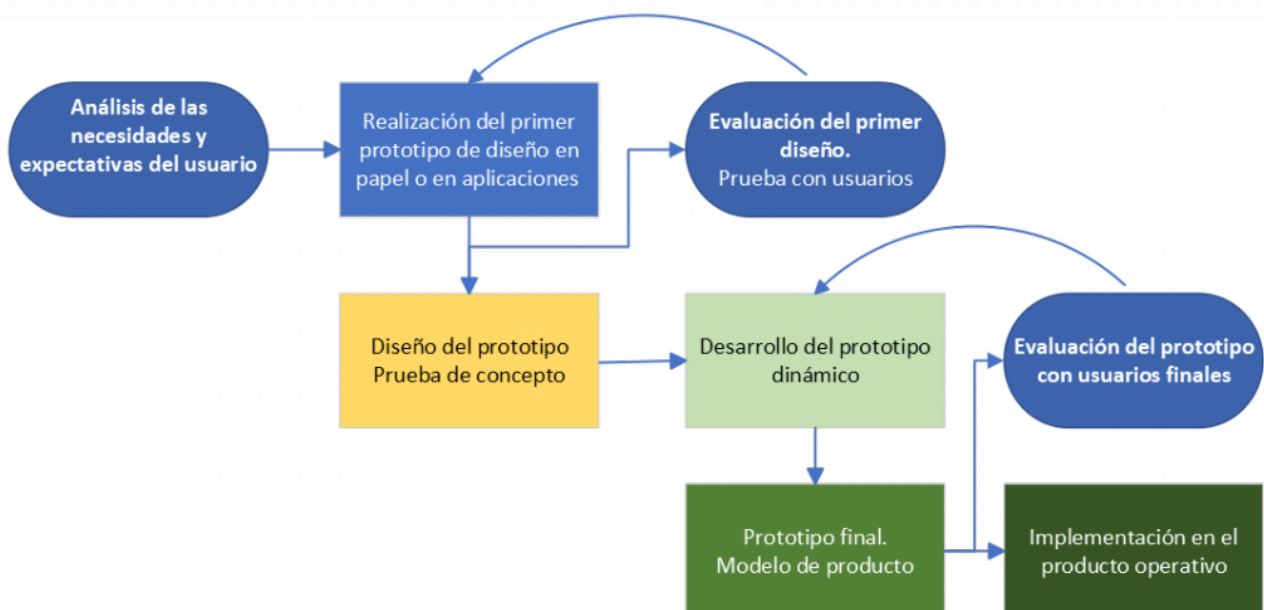 Análisis de las
necesidades y
expectativas del usuario
Realización del primer
prototipo de diseño en
papel o en aplicaciones
Evaluación del primer
diseño.
Prueba con usuarios
Diseño del prototipo
Prueba de concepto
Desarrollo del prototipo
dinámico
Evaluación del prototipo
con usuarios finales
Prototipo final.
Modelo de producto
Implementación en el
producto operativo